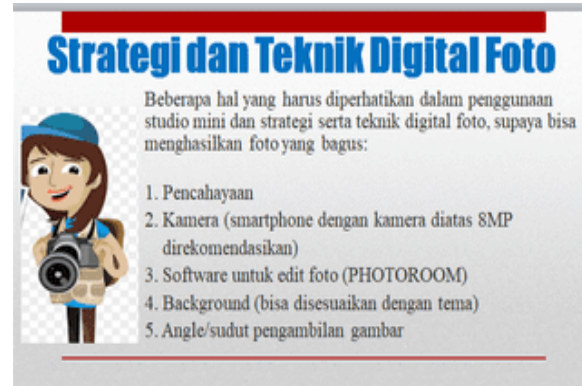 Strategi dan Teknik Digital Foto
Beberapa hal yang harus diperhatikan dalam penggunaan
studio mini dan strategi serta teknik digital foto, supaya bisa
menghasilkan foto yang bagus:
1. Pencahayaan
2. Kamera (smartphone dengan kamera diatas 8MP
direkomendasikan)
3. Software untuk edit foto (PHOTOROOM)
4. Background (bisa disesuaikan dengan tema)
5. Angle/sudut pengambilan gambar